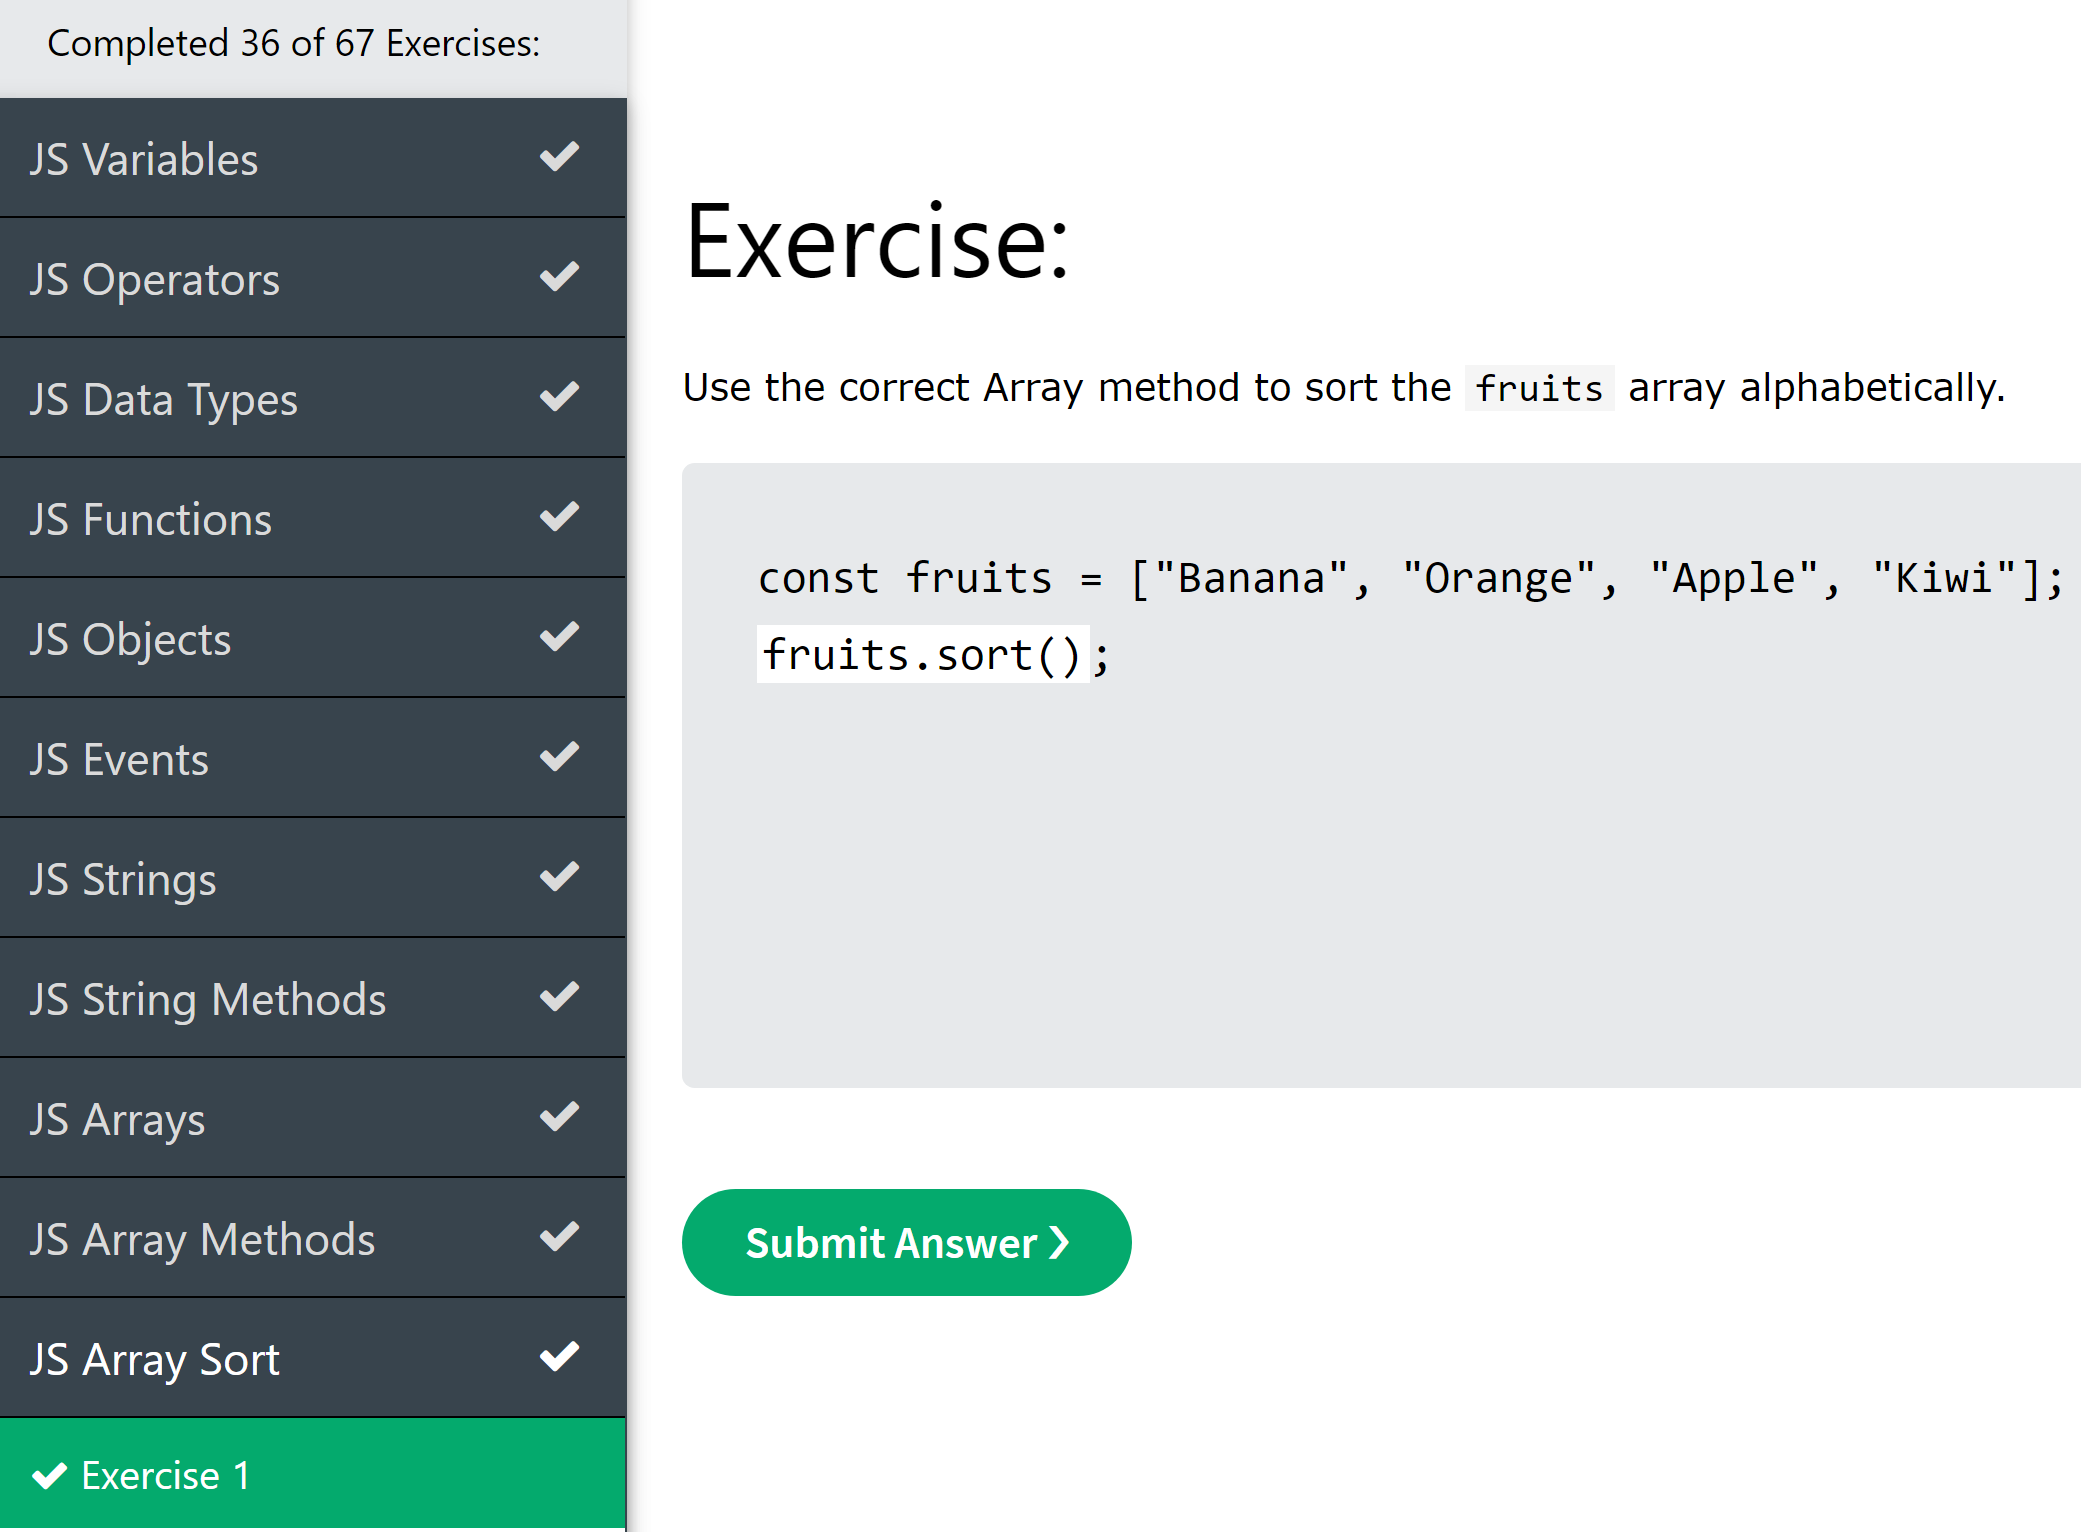 Completed 36 of 67 Exercises:
JS Variables
JS Operators
JS Data Types
JS Functions
JS Objects
JS Events
JS Strings
JS String Methods
JS Arrays
JS Array Methods
JS Array Sort
Exercise 1
Exercise:
Use the correct Array method to sort the fruits array alphabetically.
const fruits = ["Banana", "Orange", "Apple", "Kiwi"];
fruits.sort();
Submit Answer ❯